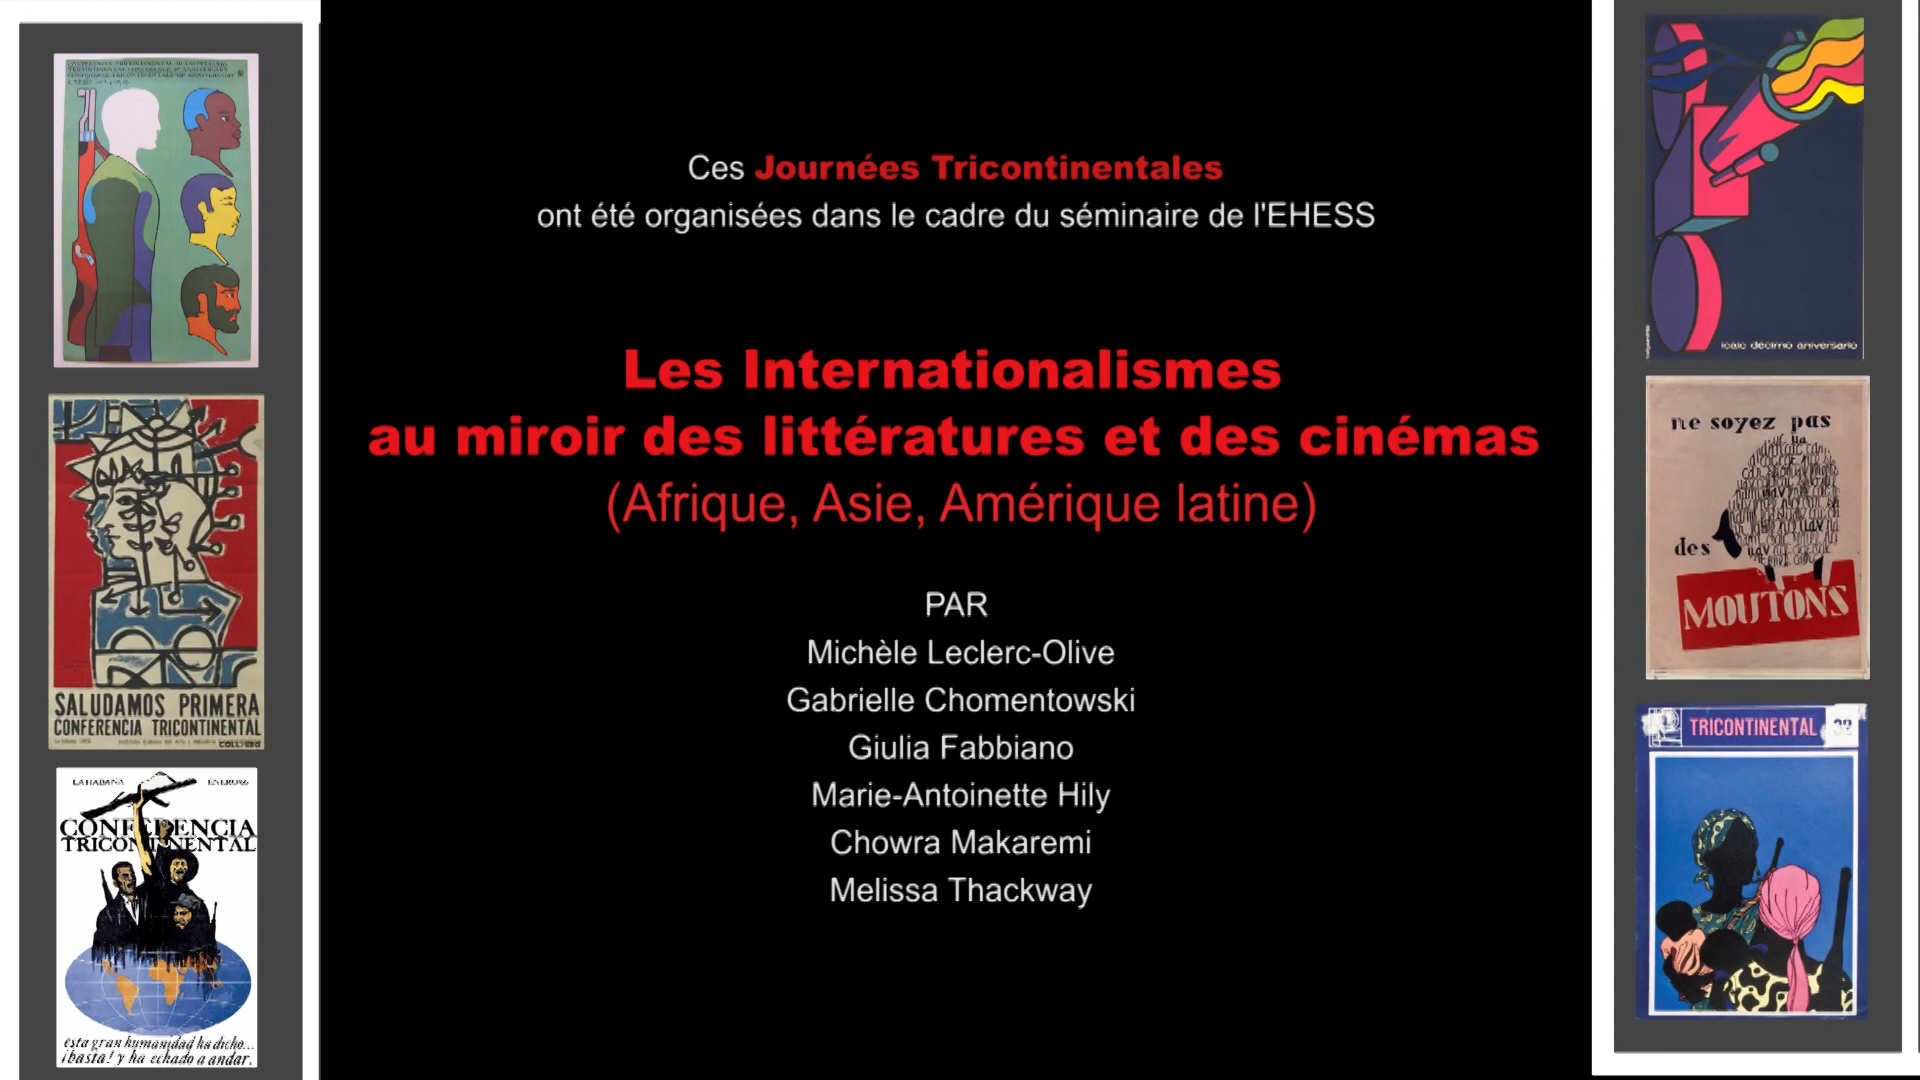 Ces Journées Tricontinentales
ont été organisées dans le cadre du séminaire de l'EHESS
Les Internationalismes
au miroir des littératures et des cinémas
(Afrique, Asie, Amérique latine)
PAR
Michèle Leclerc-Olive
Gabrielle Chomentowski
Giulia Fabbiano
Marie-Antoinette Hily
Chowra Makaremi
Melissa Thackway
SALUDAMOS PRIMERA
CONFERENCIA TRICONTINENTAL
LA HABANA
CONFERENCIA
TRICONTINENTAL
esta gran humanidad ha dicho...
¡basta! y ha echado a andar.
icaic décimo aniversario
ne soyez pas
des
MOUTONS
TRICONTINENTAL